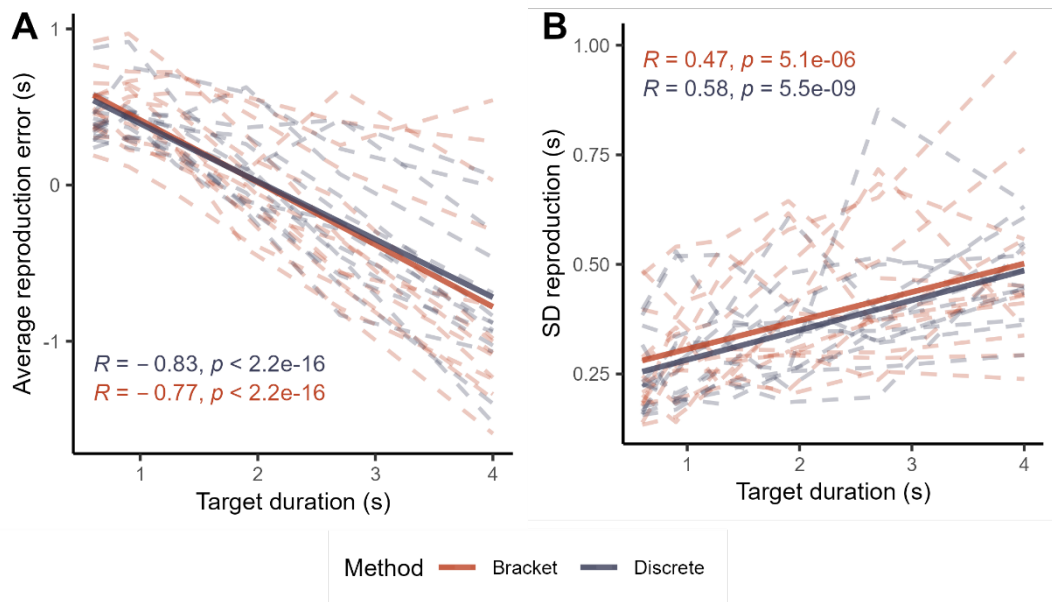 A
Average reproduction error (s)
1
0
-1
R = − 0.83, p < 2.2e-16
R = − 0.77, p < 2.2e-16
1 2 3 4
Target duration (s)
B
SD reproduction (s)
1.00
0.75
0.50
0.25
R = 0.47, p = 5.1e-06
R = 0.58, p = 5.5e-09
1 2 3 4
Target duration (s)
Method Bracket Discrete